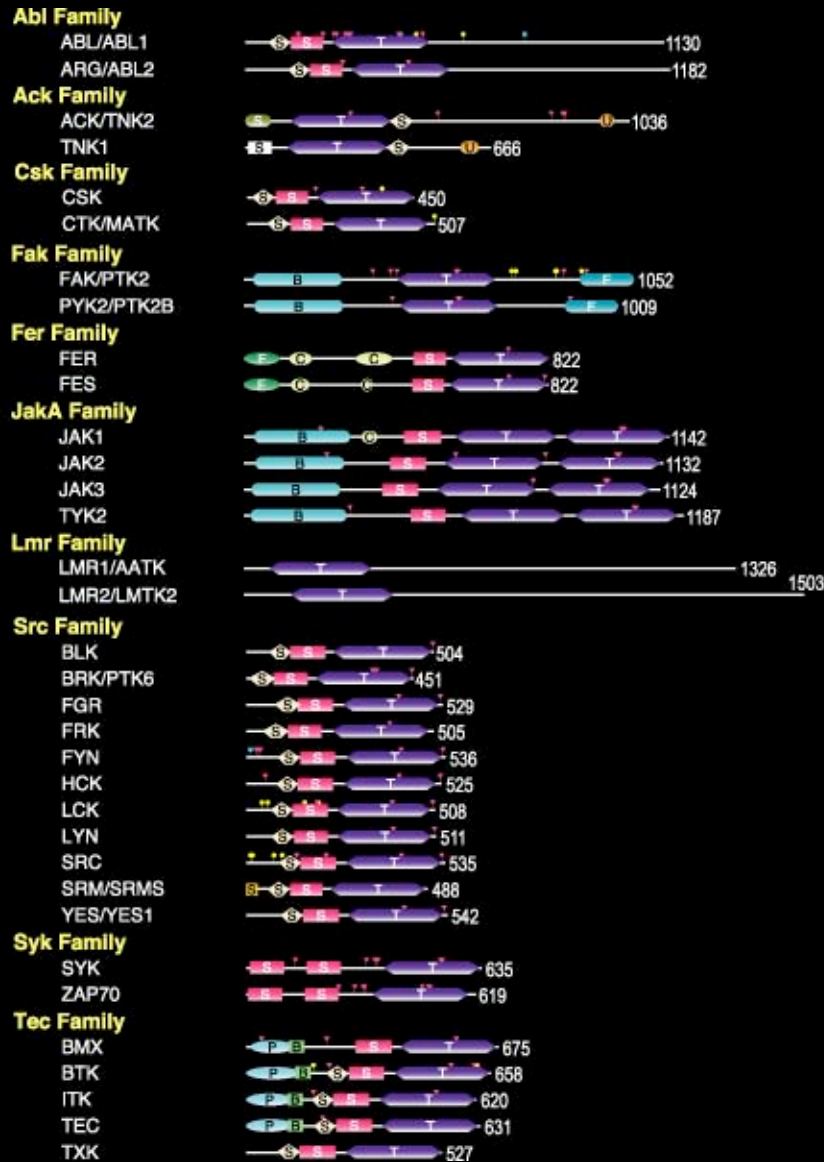 Abl Family
ABL/ABL1 S S T 1130
ARG/ABL2 S S T 1182
Ack Family
ACK/TNK2 S T S U 1036
TNK1 S T S U 666
Csk Family
CSK S S T 450
CTK/MATK S S T 507
Fak Family
FAK/PTK2 B T F 1052
PYK2/PTK2B B T F 1009
Fer Family
FER F C C S T 822
FES F C C S T 822
JakA Family
JAK1 B C S T T 1142
JAK2 B S T T 1132
JAK3 B S T T 1124
TYK2 B S T T 1187
Lmr Family
LMR1/AATK T 1326
LMR2/LMTK2 T 1503
Src Family
BLK S S T 504
BRK/PTK6 S S T 451
FGR S S T 529
FRK S S T 505
FYN S S T 536
HCK S S T 525
LCK S S T 508
LYN S S T 511
SRC S S T 535
SRM/SRMS S S S T 488
YES/YES1 S S T 542
Syk Family
SYK S S T 635
ZAP70 S S T 619
Tec Family
BMX P B S T 675
BTK P B S S T 658
ITK P B S S T 620
TEC P B S S T 631
TXK S S T 527